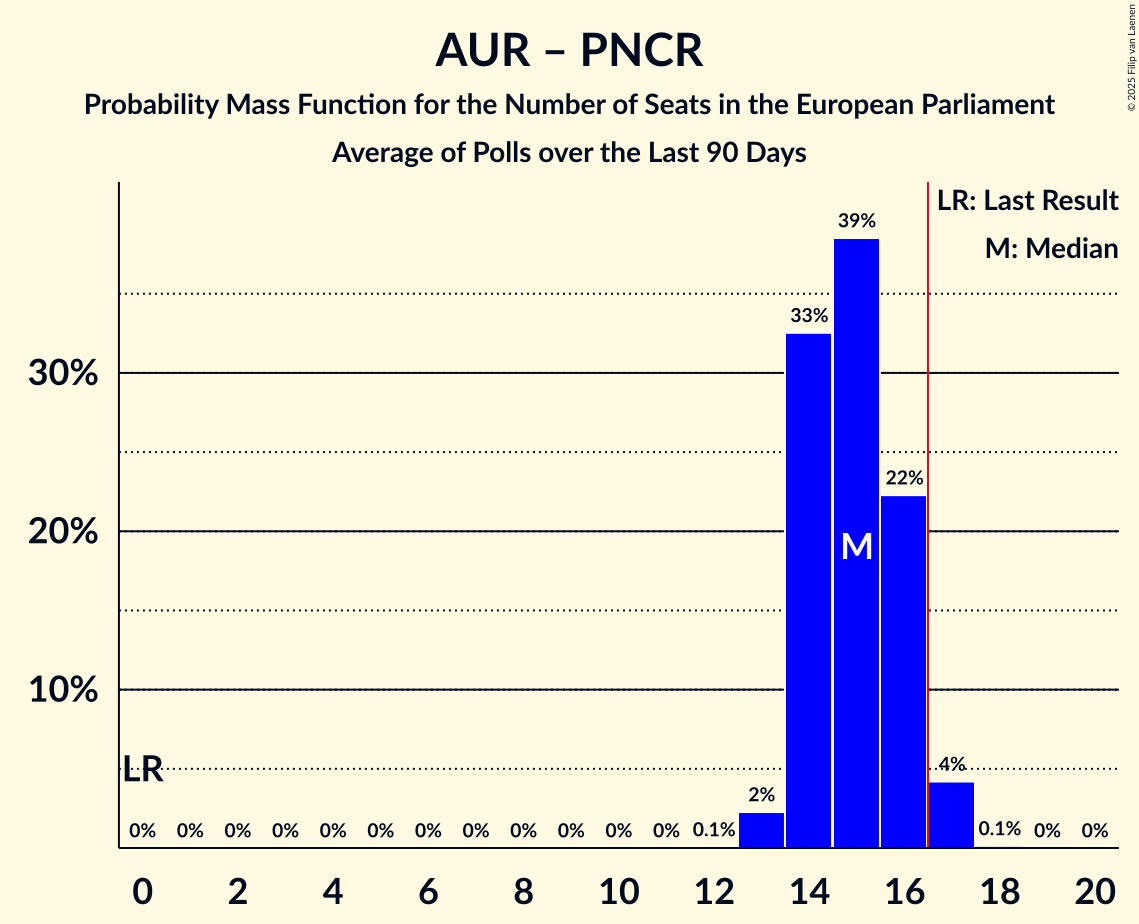 AUR – PNCR
Probability Mass Function for the Number of Seats in the European Parliament
Average of Polls over the Last 90 Days
© 2025 Filip van Laenen
LR: Last Result
M: Median
39%
33%
30%
22%
20%
M
10%
LR
4%
2%
0% 0% 0% 0% 0% 0% 0% 0% 0% 0% 0% 0% 0.1% 0.1% 0% 0%
0 2 4 6 8 10 12 14 16 18 20